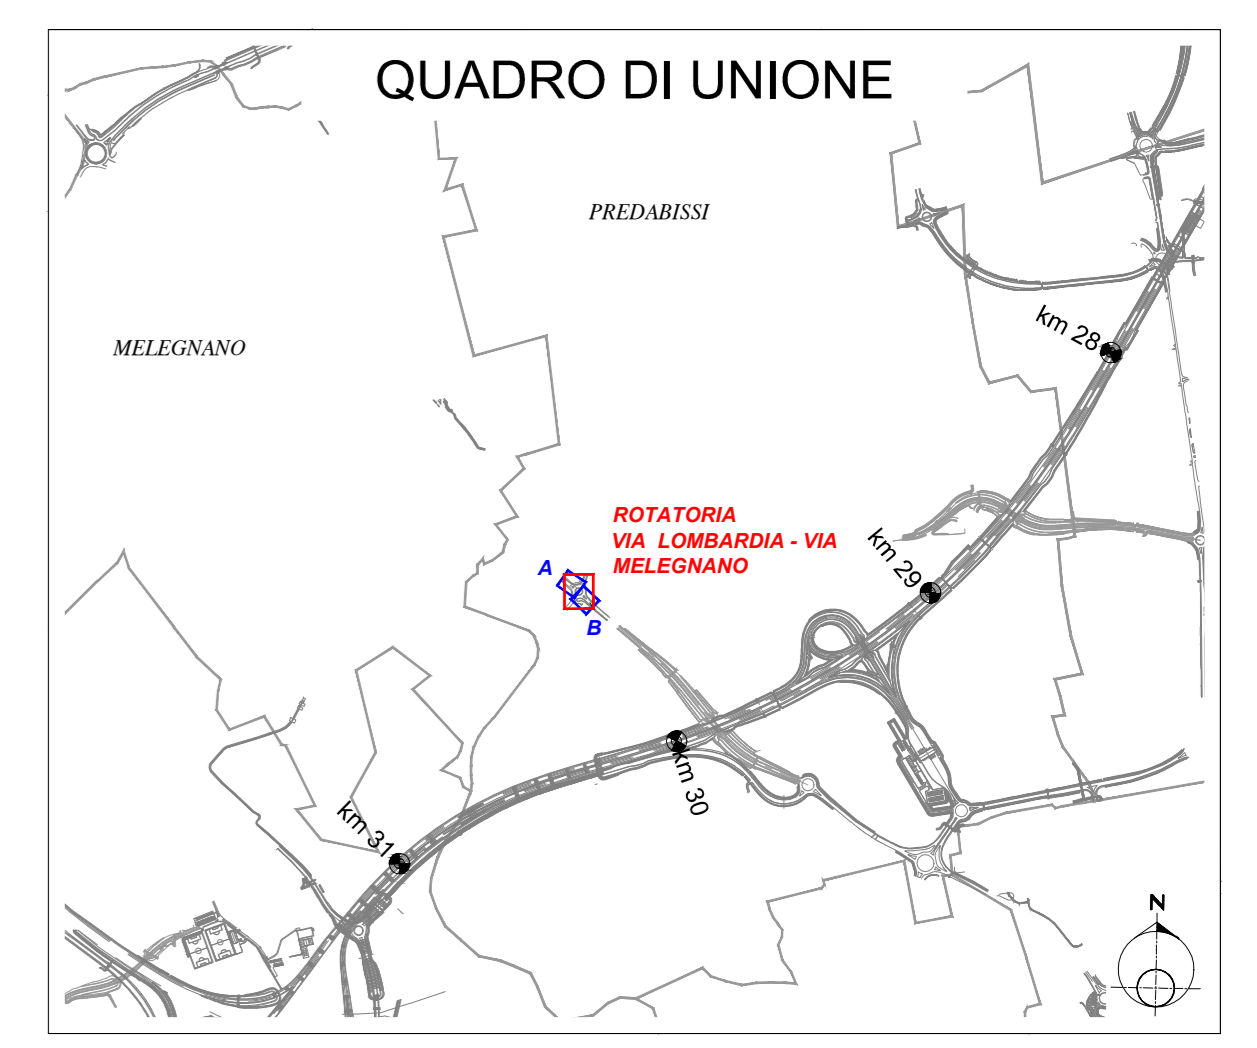 QUADRO DI UNIONE
PREDABISSI
MELEGNANO
km 28
ROTATORIA
VIA LOMBARDIA - VIA
MELEGNANO
A
B
km 29
km 30
km 31
N